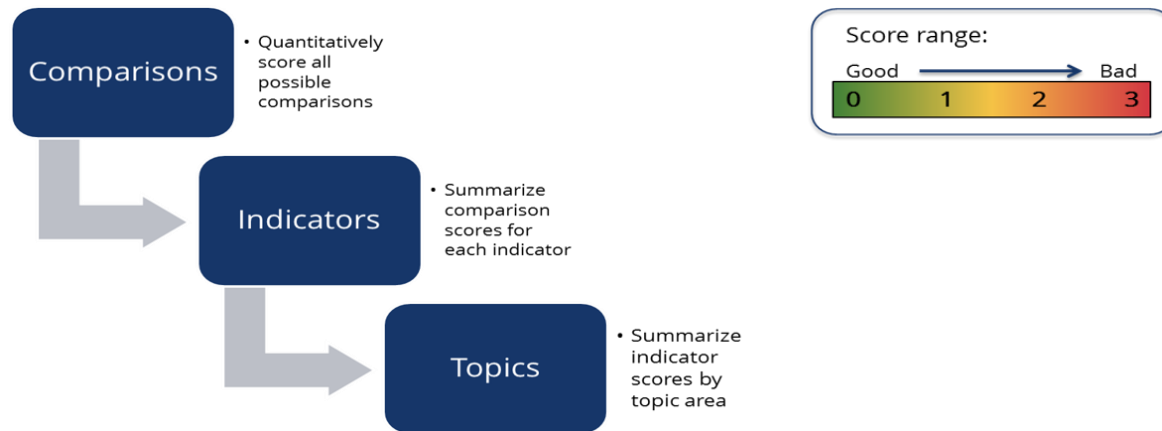 Comparisons
• Quantitatively
score all
possible
comparisons
Score range:
Good Bad
0 1 2 3
Indicators
• Summarize
comparison
scores for
each indicator
Topics
• Summarize
indicator
scores by
topic area